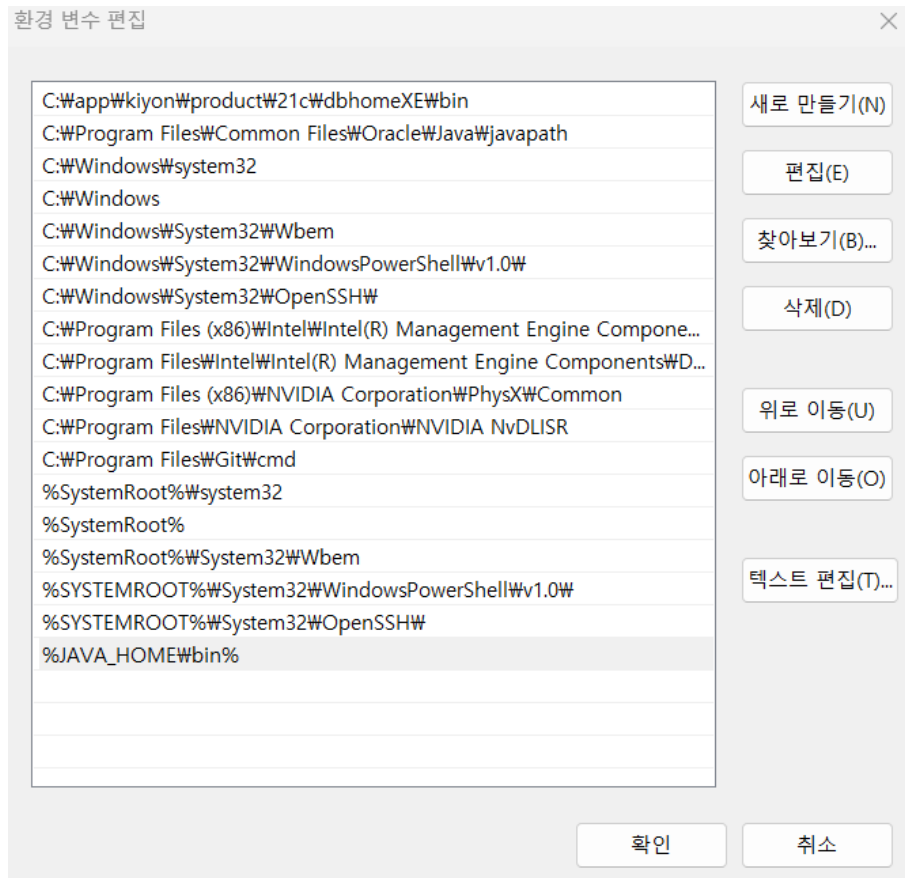 환경 변수 편집
C:₩app₩kiyon₩product₩21c₩dbhomeXE₩bin
새로 만들기(N)
C:₩Program Files₩Common Files₩Oracle₩Java₩javapath
C:₩Windows₩system32
편집(E)
C:₩Windows
C:₩Windows₩System32₩Wbem
찾아보기(B)...
C:₩Windows₩System32₩WindowsPowerShell₩v1.0₩
C:₩Windows₩System32₩OpenSSH₩
삭제(D)
C:₩Program Files (x86)₩Intel₩Intel(R) Management Engine Compone...
C:₩Program Files₩Intel₩Intel(R) Management Engine Components₩D...
C:₩Program Files (x86)₩NVIDIA Corporation₩PhysX₩Common
위로 이동(U)
C:₩Program Files₩NVIDIA Corporation₩NVIDIA NvDLISR
C:₩Program Files₩Git₩cmd
아래로 이동(O)
%SystemRoot%₩system32
%SystemRoot%
%SystemRoot%₩System32₩Wbem
텍스트 편집(T)...
%SYSTEMROOT%₩System32₩WindowsPowerShell₩v1.0₩
%SYSTEMROOT%₩System32₩OpenSSH₩
%JAVA_HOME₩bin%
확인
취소